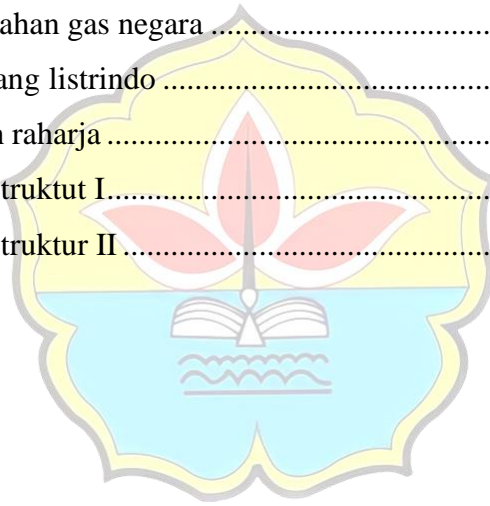 ahan gas negara ....................................
ang listrindo ..........................................
n raharja .................................................
truktut I .................................................
truktur II ...............................................